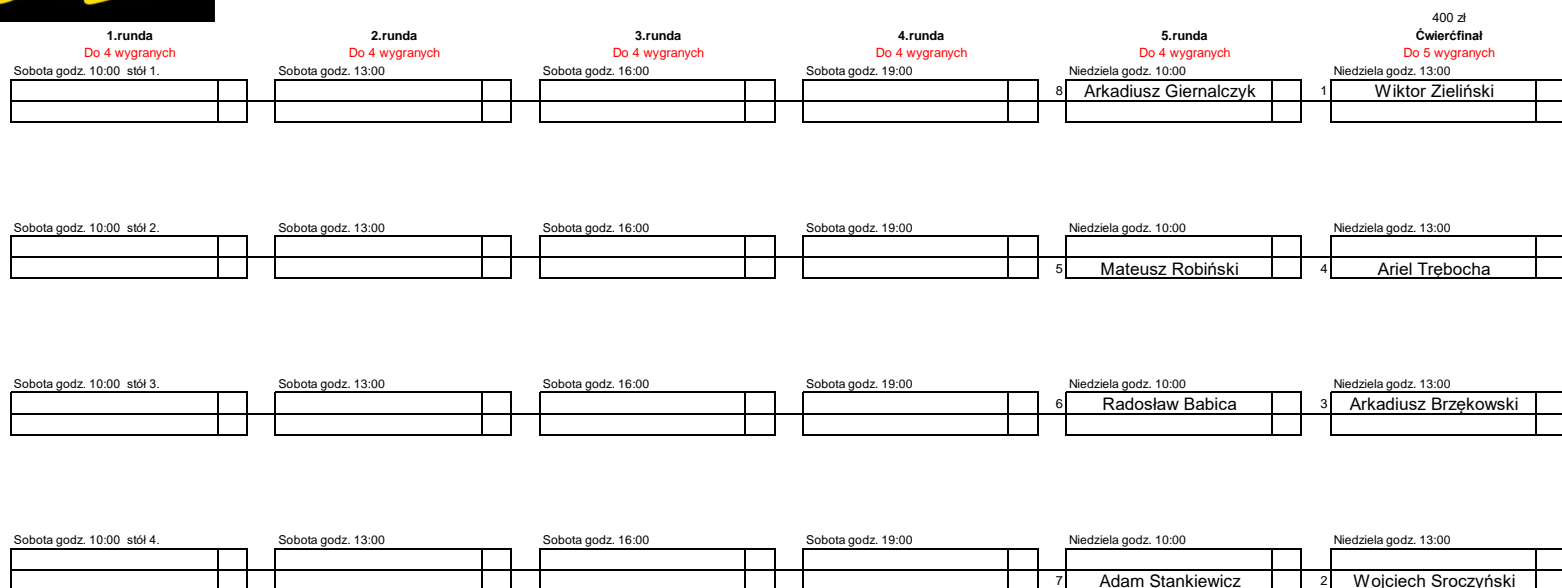 400 zł
1.runda 2.runda 3.runda 4.runda 5.runda Ćwierćfinał
Do 4 wygranych Do 4 wygranych Do 4 wygranych Do 4 wygranych Do 4 wygranych Do 5 wygranych
Sobota godz. 10:00 stół 1. Sobota godz. 13:00 Sobota godz. 16:00 Sobota godz. 19:00 Niedziela godz. 10:00 Niedziela godz. 13:00
8 Arkadiusz Giernalczyk 1 Wiktor Zieliński
Sobota godz. 10:00 stół 2. Sobota godz. 13:00 Sobota godz. 16:00 Sobota godz. 19:00 Niedziela godz. 10:00 Niedziela godz. 13:00
5 Mateusz Robiński 4 Ariel Trębocha
Sobota godz. 10:00 stół 3. Sobota godz. 13:00 Sobota godz. 16:00 Sobota godz. 19:00 Niedziela godz. 10:00 Niedziela godz. 13:00
6 Radosław Babica 3 Arkadiusz Brzękowski
Sobota godz. 10:00 stół 4. Sobota godz. 13:00 Sobota godz. 16:00 Sobota godz. 19:00 Niedziela godz. 10:00 Niedziela godz. 13:00
7 Adam Stankiewicz 2 Wojciech Sroczyński